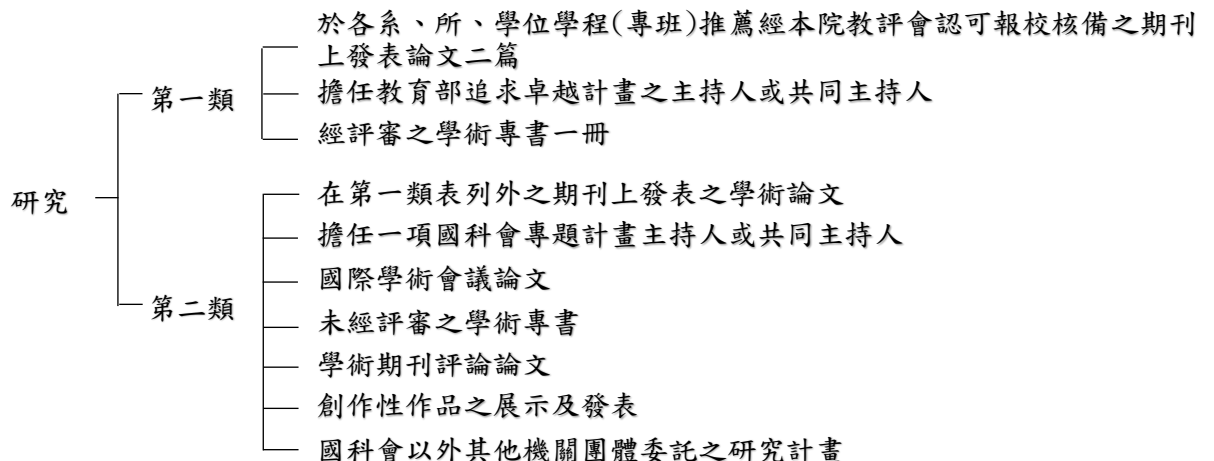 研究
第一類
於各系、所、學位學程(專班)推薦經本院教評會認可報校核備之期刊
上發表論文二篇
擔任教育部追求卓越計畫之主持人或共同主持人
經評審之學術專書一冊
第二類
在第一類表列外之期刊上發表之學術論文
擔任一項國科會專題計畫主持人或共同主持人
國際學術會議論文
未經評審之學術專書
學術期刊評論論文
創作性作品之展示及發表
國科會以外其他機關團體委託之研究計畫